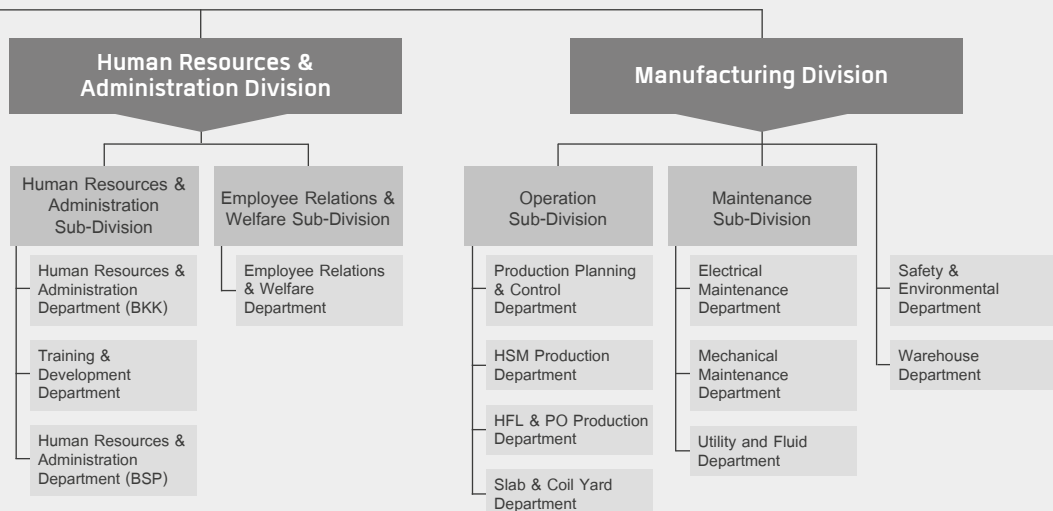 Human Resources &
Administration Division
Manufacturing Division
Human Resources &
Administration
Sub-Division
Employee Relations &
Welfare Sub-Division
Operation
Sub-Division
Maintenance
Sub-Division
Human Resources &
Administration
Department (BKK)
Training &
Development
Department
Human Resources &
Administration
Department (BSP)
Employee Relations
& Welfare
Department
Production Planning
& Control
Department
HSM Production
Department
HFL & PO Production
Department
Slab & Coil Yard
Department
Electrical
Maintenance
Department
Mechanical
Maintenance
Department
Utility and Fluid
Department
Safety &
Environmental
Department
Warehouse
Department